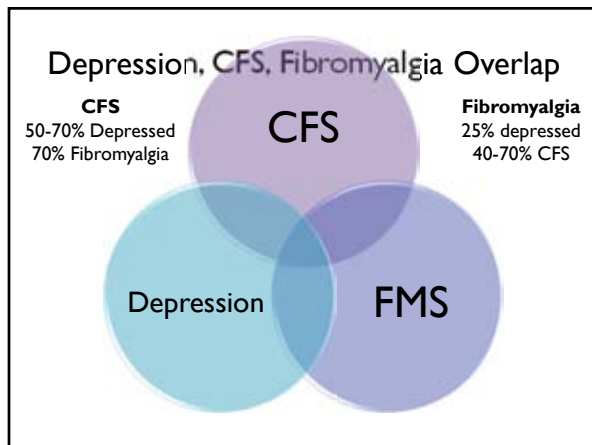 Depression, CFS, Fibromyalgia Overlap
CFS
50-70% Depressed
70% Fibromyalgia
Fibromyalgia
25% depressed
40-70% CFS
CFS
Depression
FMS